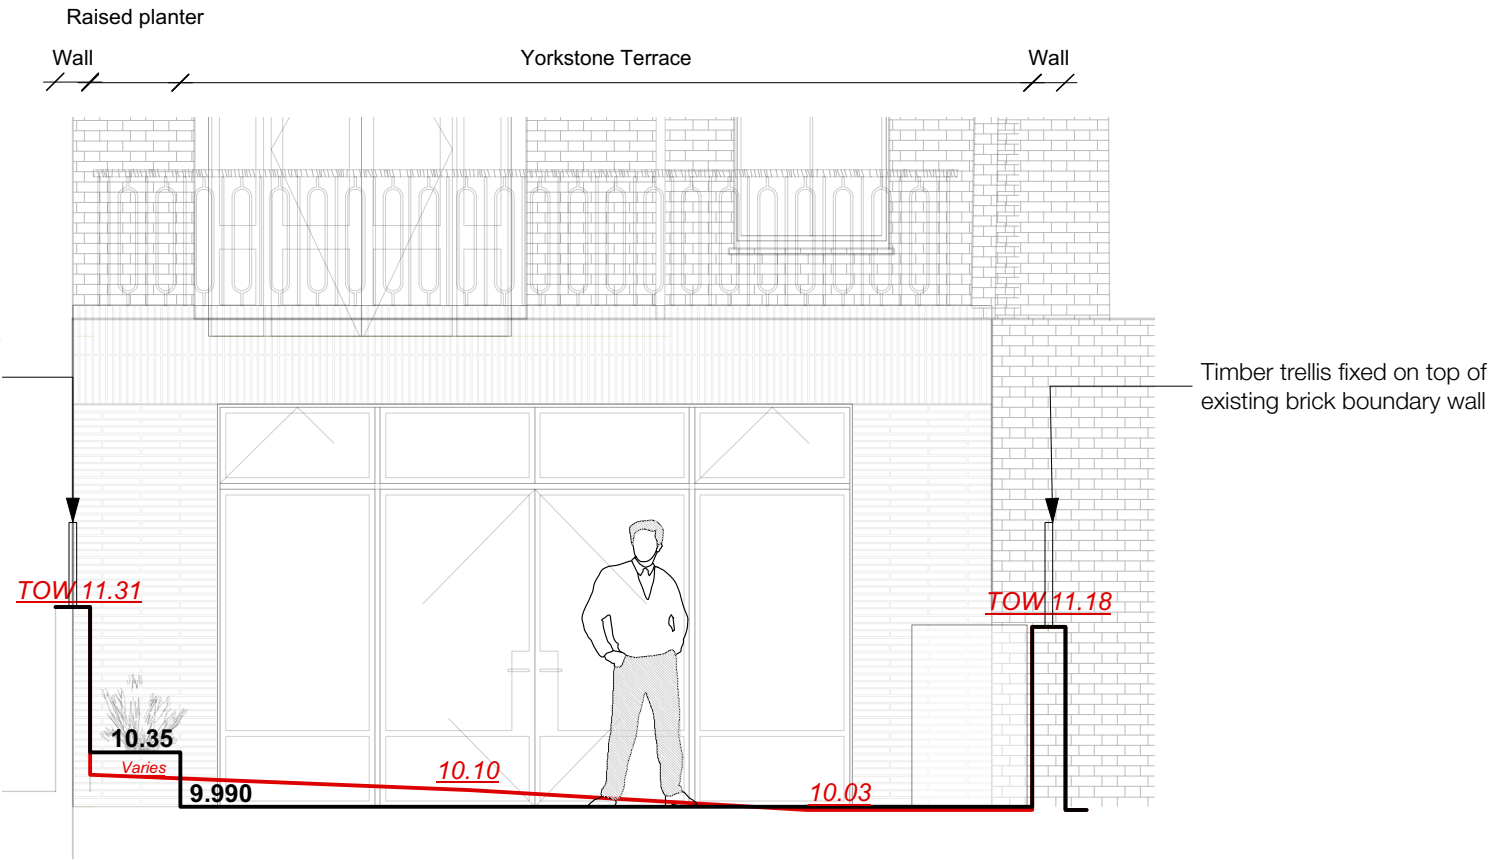 Raised planter
Wall
Yorkstone Terrace
Wall
Timber trellis fixed on top of
existing brick boundary wall
TOW 11.31
TOW 11.18
10.35
Varies
10.10
9.990
10.03